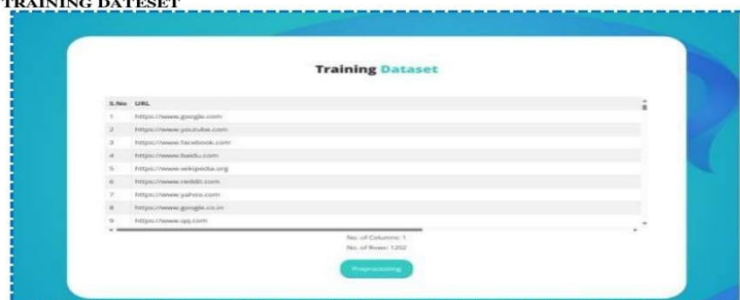 TRAINING DATESET
Training Dataset
S.No URL
1 https://www.google.com
2 https://www.youtube.com
3 https://www.facebook.com
4 https://www.baidu.com
5 https://www.wikipedia.org
6 https://www.reddit.com
7 https://www.yahoo.com
8 https://www.google.co.in
9 https://www.qq.com
No. of Columns: 1
No. of Rows: 1202
Preprocessing